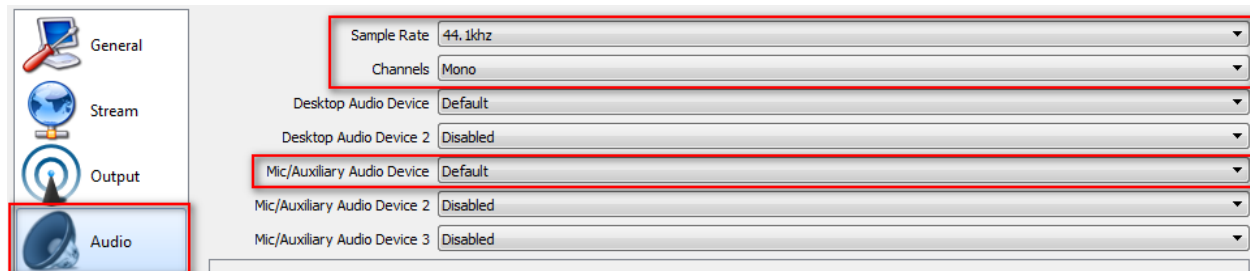 General
Stream
Output
Audio
Sample Rate 44.1khz
Channels Mono
Desktop Audio Device Default
Desktop Audio Device 2 Disabled
Mic/Auxiliary Audio Device Default
Mic/Auxiliary Audio Device 2 Disabled
Mic/Auxiliary Audio Device 3 Disabled